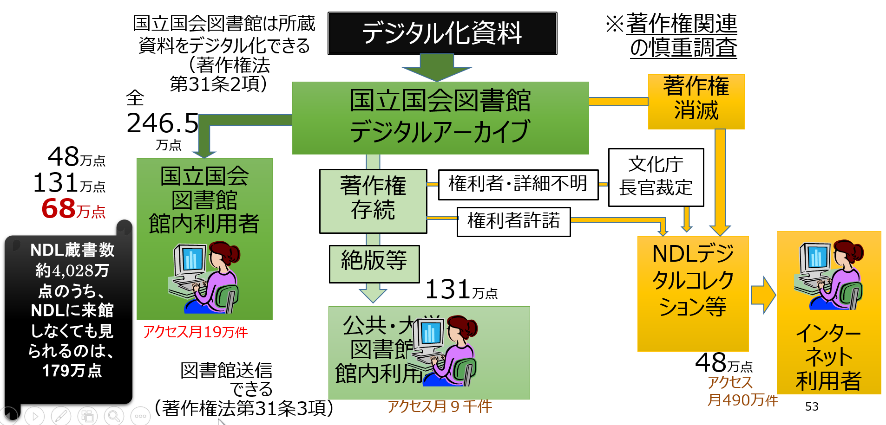 国立国会図書館は所蔵
資料をデジタル化できる
（著作権法
第31条2項）
デジタル化資料
※著作権関連
の慎重調査
国立国会図書館
デジタルアーカイブ
著作権
消滅
全
246.5
万点
48万点
131万点
68万点
国立国会
図書館
館内利用者
アクセス月19万件
著作権
存続
権利者・詳細不明
文化庁
長官裁定
権利者許諾
絶版等
131万点
公共・大学
図書館
館内利用
アクセス月９千件
NDLデジ
タルコレク
ション等
48万点
アクセス
月490万件
インター
ネット
利用者
NDL蔵書数
約4,028万
点のうち、
NDLに来館
しなくても見
られるのは、
179万点
図書館送信
できる
（著作権法第31条3項）
53